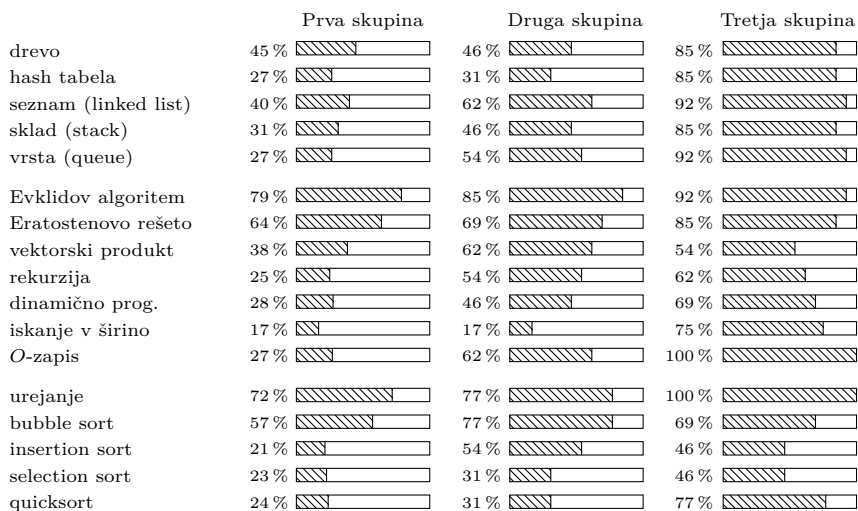 Prva skupina Druga skupina Tretja skupina
drevo 45 % 46 % 85 %
hash tabela 27 % 31 % 85 %
seznam (linked list) 40 % 62 % 92 %
sklad (stack) 31 % 46 % 85 %
vrsta (queue) 27 % 54 % 92 %
Evklidov algoritem 79 % 85 % 92 %
Eratostenovo rešeto 64 % 69 % 85 %
vektorski produkt 38 % 62 % 54 %
rekurzija 25 % 54 % 62 %
dinamično prog. 28 % 46 % 69 %
iskanje v širino 17 % 17 % 75 %
O-zapis 27 % 62 % 100 %
urejanje 72 % 77 % 100 %
bubble sort 57 % 77 % 69 %
insertion sort 21 % 54 % 46 %
selection sort 23 % 31 % 46 %
quicksort 24 % 31 % 77 %